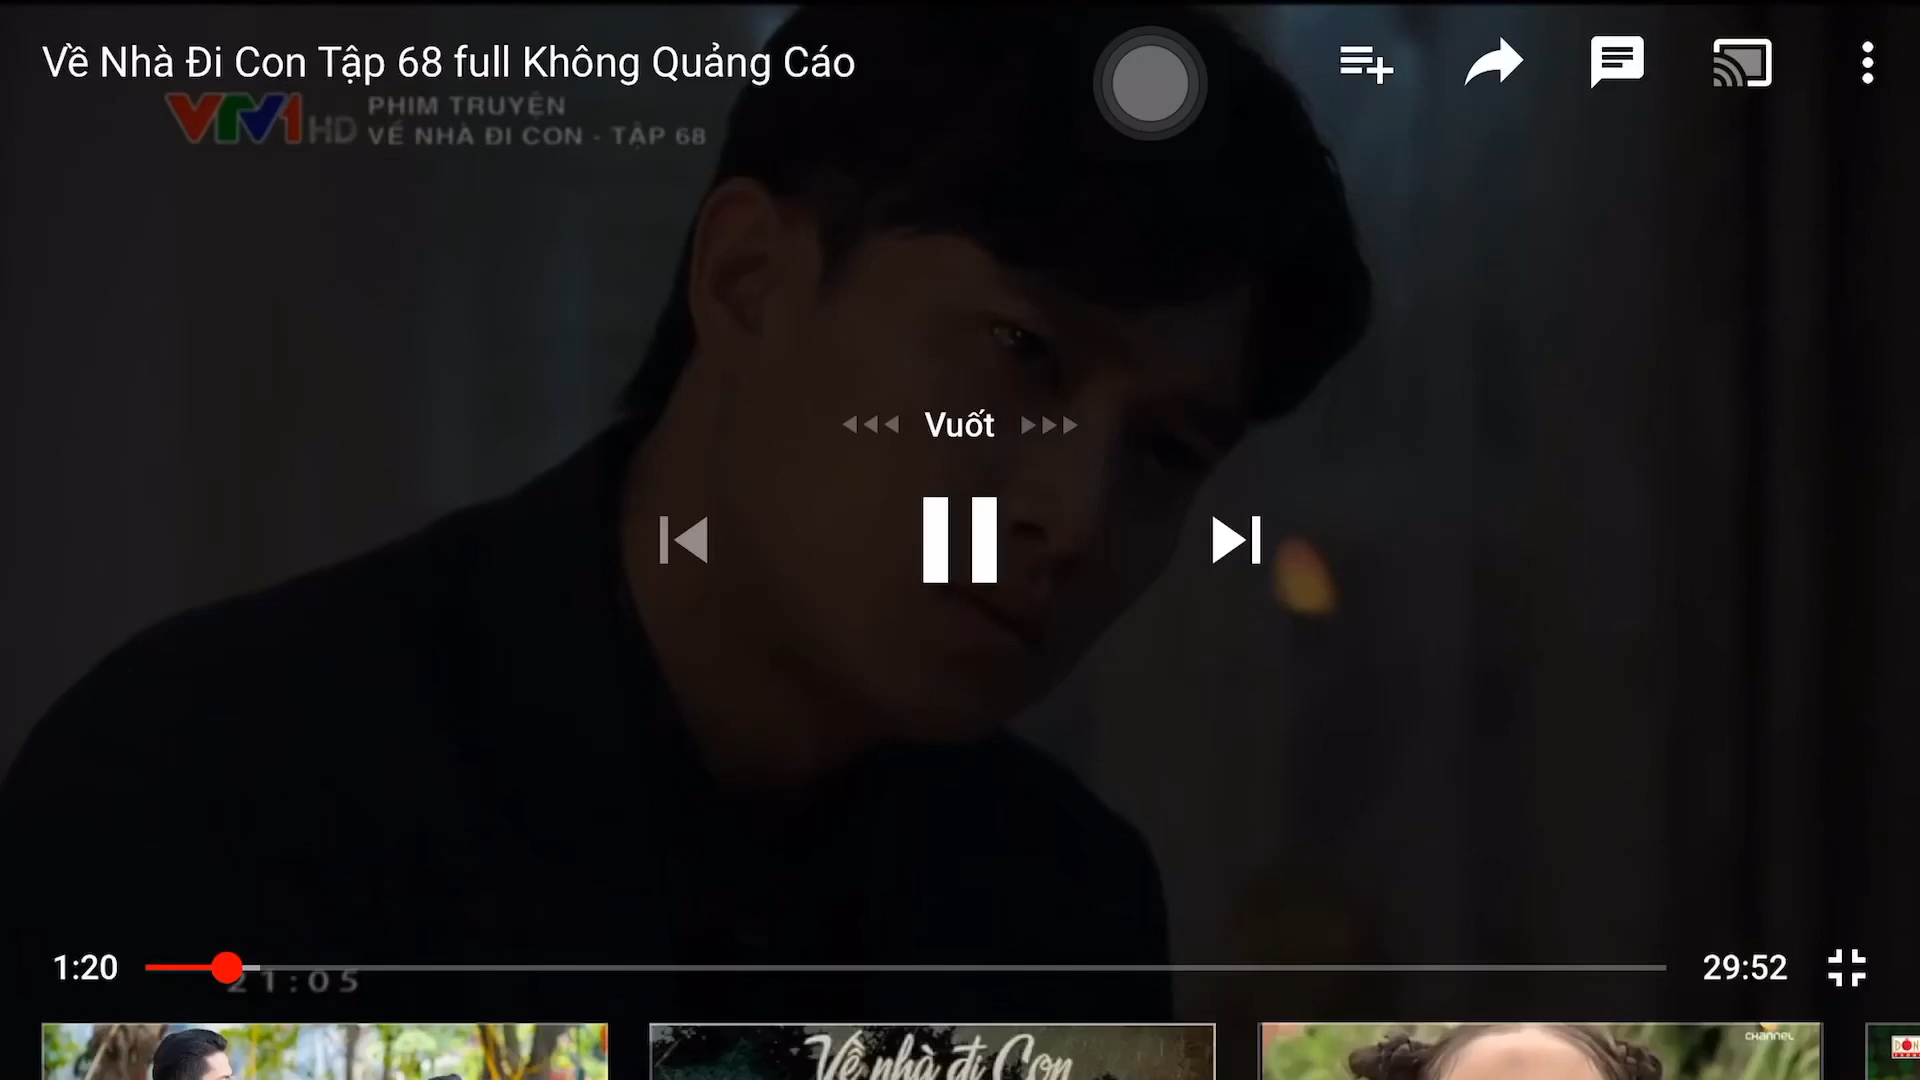 Về Nhà Đi Con Tập 68 full Không Quảng Cáo
VTV1 HD
PHIM TRUYỆN
VỀ NHÀ ĐI CON - TẬP 68
Vuốt
1:20
29:52
21:05
Về nhà đi Con
CHANNEL